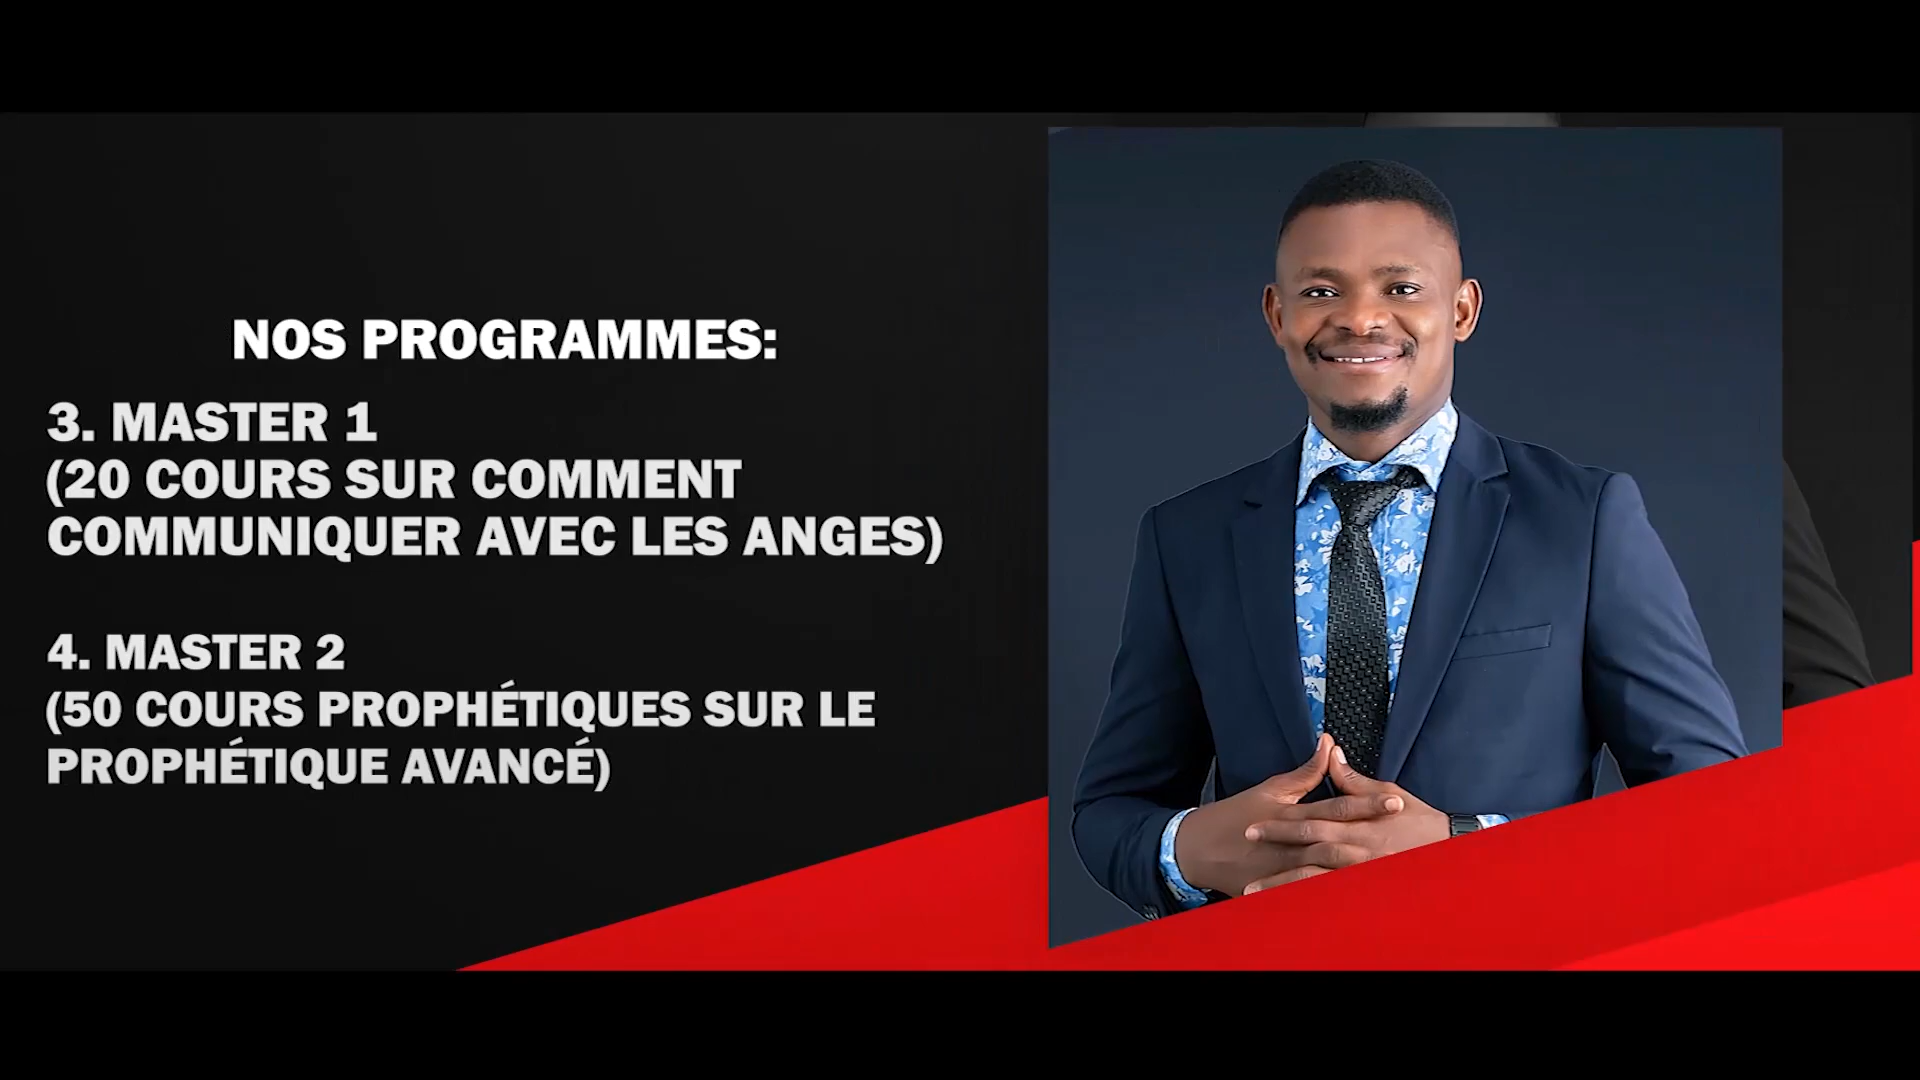 NOS PROGRAMMES:
3. MASTER 1
(20 COURS SUR COMMENT
COMMUNIQUER AVEC LES ANGES)
4. MASTER 2
(50 COURS PROPHÉTIQUES SUR LE
PROPHÉTIQUE AVANCÉ)